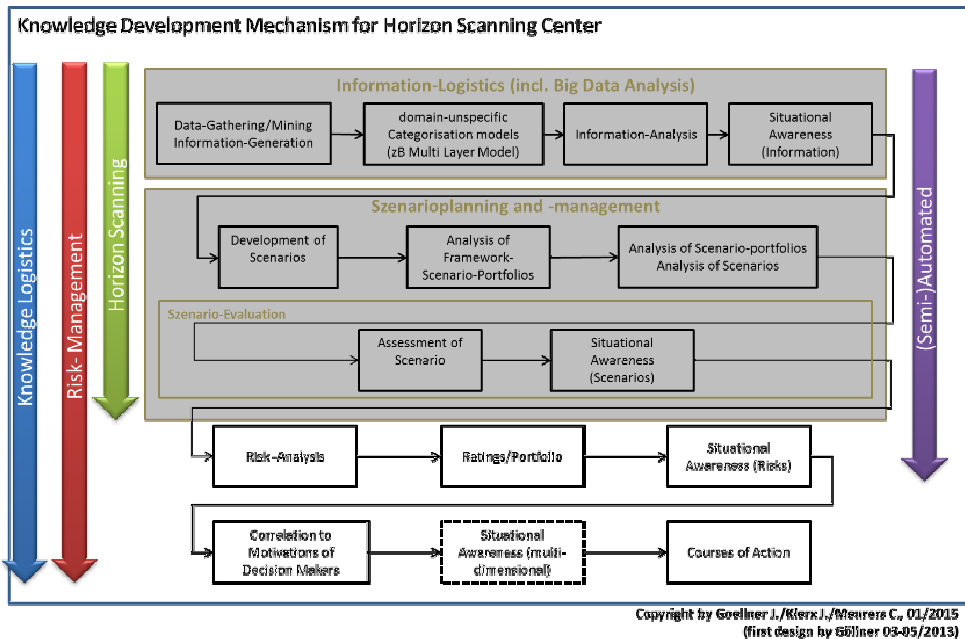 Knowledge Development Mechanism for Horizon Scanning Center
Knowledge Logistics
Risk- Management
Horizon Scanning
(Semi-)Automated
Information-Logistics (incl. Big Data Analysis)
Data-Gathering/Mining
Information-Generation
domain-unspecific
Categorisation models
(zB Multi Layer Model)
Information-Analysis
Situational
Awareness
(Information)
Szenarioplanning and -management
Development of
Scenarios
Analysis of
Framework-
Scenario-Portfolios
Analysis of Scenario-portfolios
Analysis of Scenarios
Szenario-Evaluation
Assessment of
Scenario
Situational
Awareness
(Scenarios)
Risk-Analysis
Ratings/Portfolio
Situational
Awareness (Risks)
Correlation to
Motivations of
Decision Makers
Situational
Awareness (multi-
dimensional)
Courses of Action
Copyright by Goellner J./Klerx J./Meurers C., 01/2015
(first design by Göllner 03-05/2013)